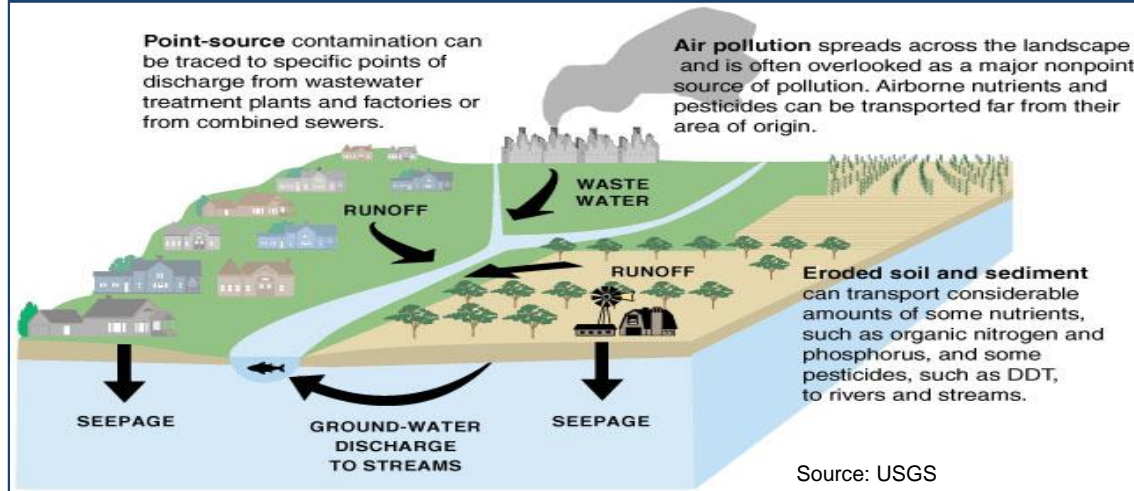 Point-source contamination can
be traced to specific points of
discharge from wastewater
treatment plants and factories or
from combined sewers.
Air pollution spreads across the landscape
and is often overlooked as a major nonpoint
source of pollution. Airborne nutrients and
pesticides can be transported far from their
area of origin.
WASTE
WATER
RUNOFF
RUNOFF
Eroded soil and sediment
can transport considerable
amounts of some nutrients,
such as organic nitrogen and
phosphorus, and some
pesticides, such as DDT,
to rivers and streams.
SEEPAGE
GROUND-WATER
DISCHARGE
TO STREAMS
SEEPAGE
Source: USGS